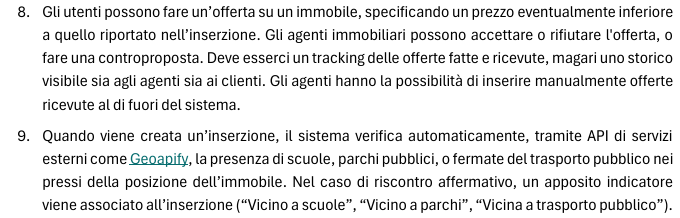 8. Gli utenti possono fare un'offerta su un immobile, specificando un prezzo eventualmente inferiore
a quello riportato nell'inserzione. Gli agenti immobiliari possono accettare o rifiutare l'offerta, o
fare una controproposta. Deve esserci un tracking delle offerte fatte e ricevute, magari uno storico
visibile sia agli agenti sia ai clienti. Gli agenti hanno la possibilità di inserire manualmente offerte
ricevute al di fuori del sistema.
9. Quando viene creata un'inserzione, il sistema verifica automaticamente, tramite API di servizi
esterni come Geoapify, la presenza di scuole, parchi pubblici, o fermate del trasporto pubblico nei
pressi della posizione dell'immobile. Nel caso di riscontro affermativo, un apposito indicatore
viene associato all'inserzione ("Vicino a scuole", "Vicino a parchi", "Vicina a trasporto pubblico").